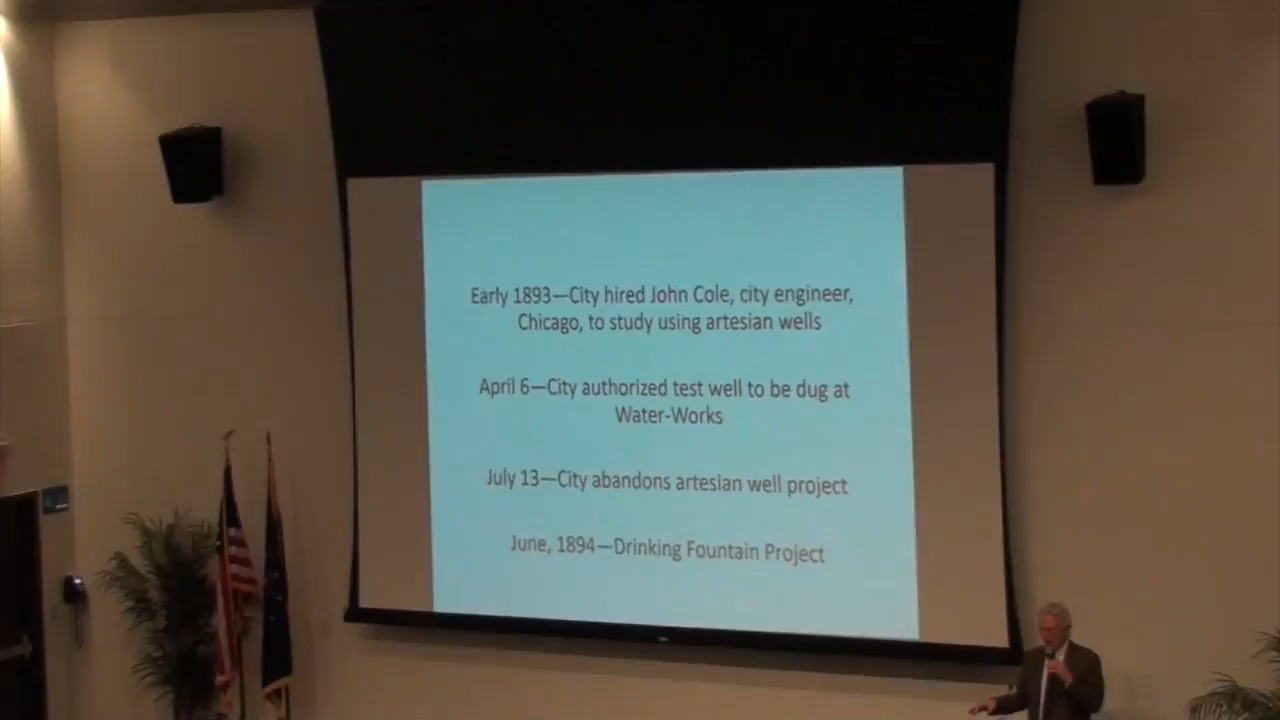 Early 1893—City hired John Cole, city engineer,
Chicago, to study using artesian wells
April 6—City authorized test well to be dug at
Water-Works
July 13—City abandons artesian well project
June, 1894—Drinking Fountain Project